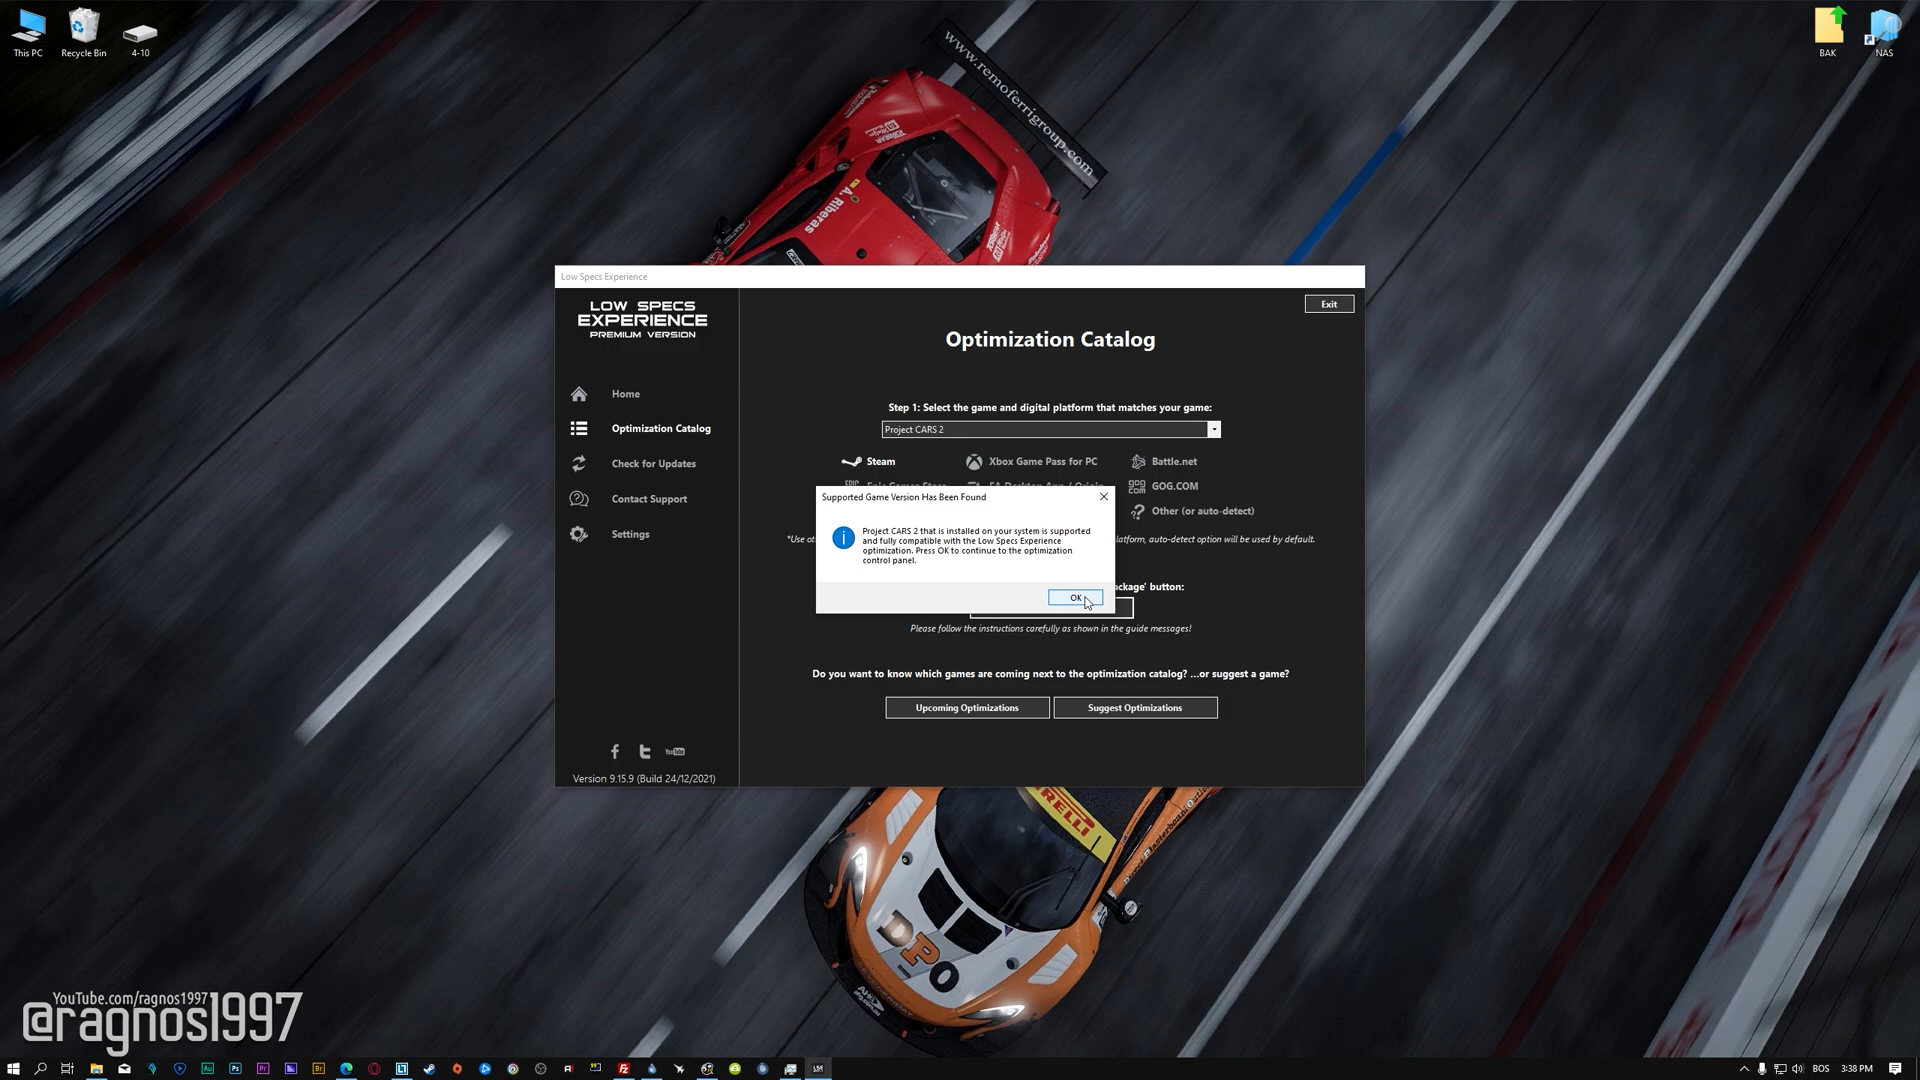 This PC
Recycle Bin
4-10
BAK
NAS
www.remoferrigroup.com
A. Riberas
Low Specs Experience
LOW SPECS
EXPERIENCE
PREMIUM VERSION
Exit
Optimization Catalog
Home
Optimization Catalog
Check for Updates
Contact Support
Settings
Step 1: Select the game and digital platform that matches your game:
Project CARS 2
Steam
Xbox Game Pass for PC
Battle.net
GOG.COM
Other (or auto-detect)
Supported Game Version Has Been Found
Project CARS 2 that is installed on your system is supported
and fully compatible with the Low Specs Experience
optimization. Press OK to continue to the optimization
control panel.
OK
*Use
latform, auto-detect option will be used by default.
ackage' button:
Please follow the instructions carefully as shown in the guide messages!
Do you want to know which games are coming next to the optimization catalog? ...or suggest a game?
Upcoming Optimizations
Suggest Optimizations
YouTube
Version 9.15.9 (Build 24/12/2021)
PIRELLI
YouTube.com/ragnos1997
@ragnos1997
BOS
3:38 PM